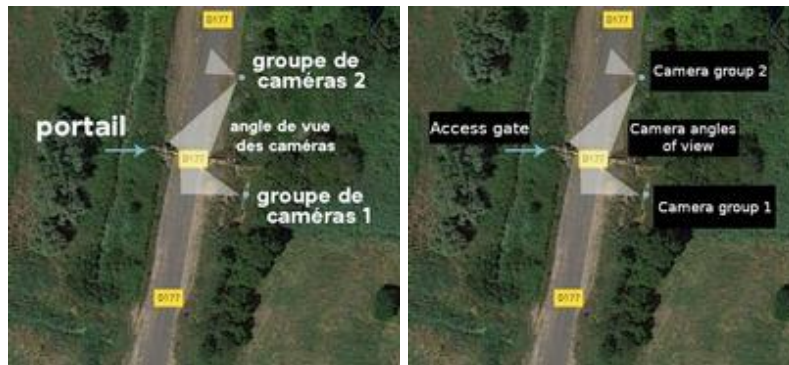 D177
groupe de
caméras 2
portail
angle de vue
des caméras
D177
groupe de
caméras 1
D177
D177
Camera group 2
Access gate
Camera angles
of view
D177
Camera group 1
D177